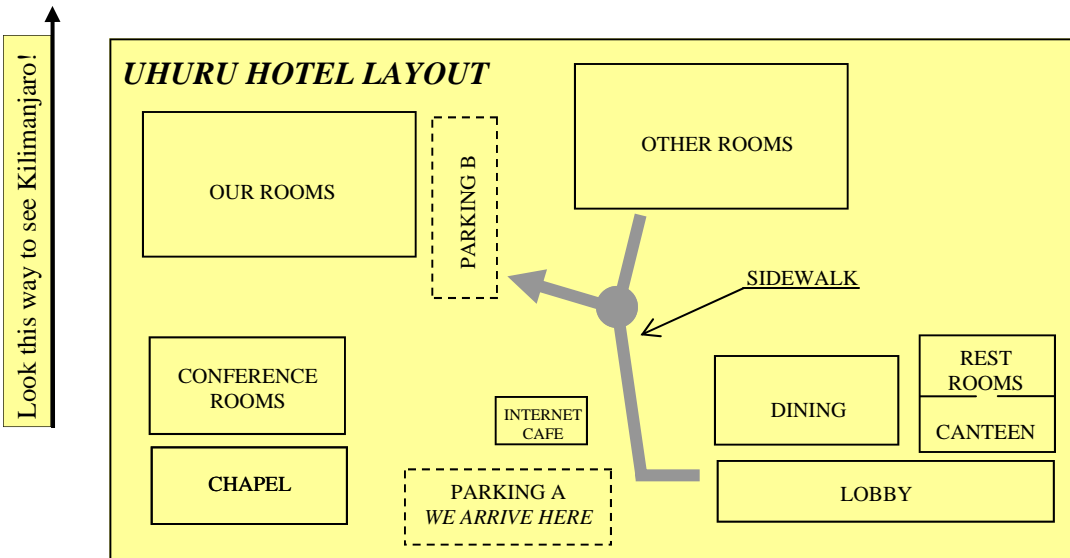 Look this way to see Kilimanjaro!
UHURU HOTEL LAYOUT
OUR ROOMS
PARKING B
OTHER ROOMS
SIDEWALK
CONFERENCE
ROOMS
INTERNET
CAFE
DINING
REST
ROOMS
CANTEEN
CHAPEL
PARKING A
WE ARRIVE HERE
LOBBY